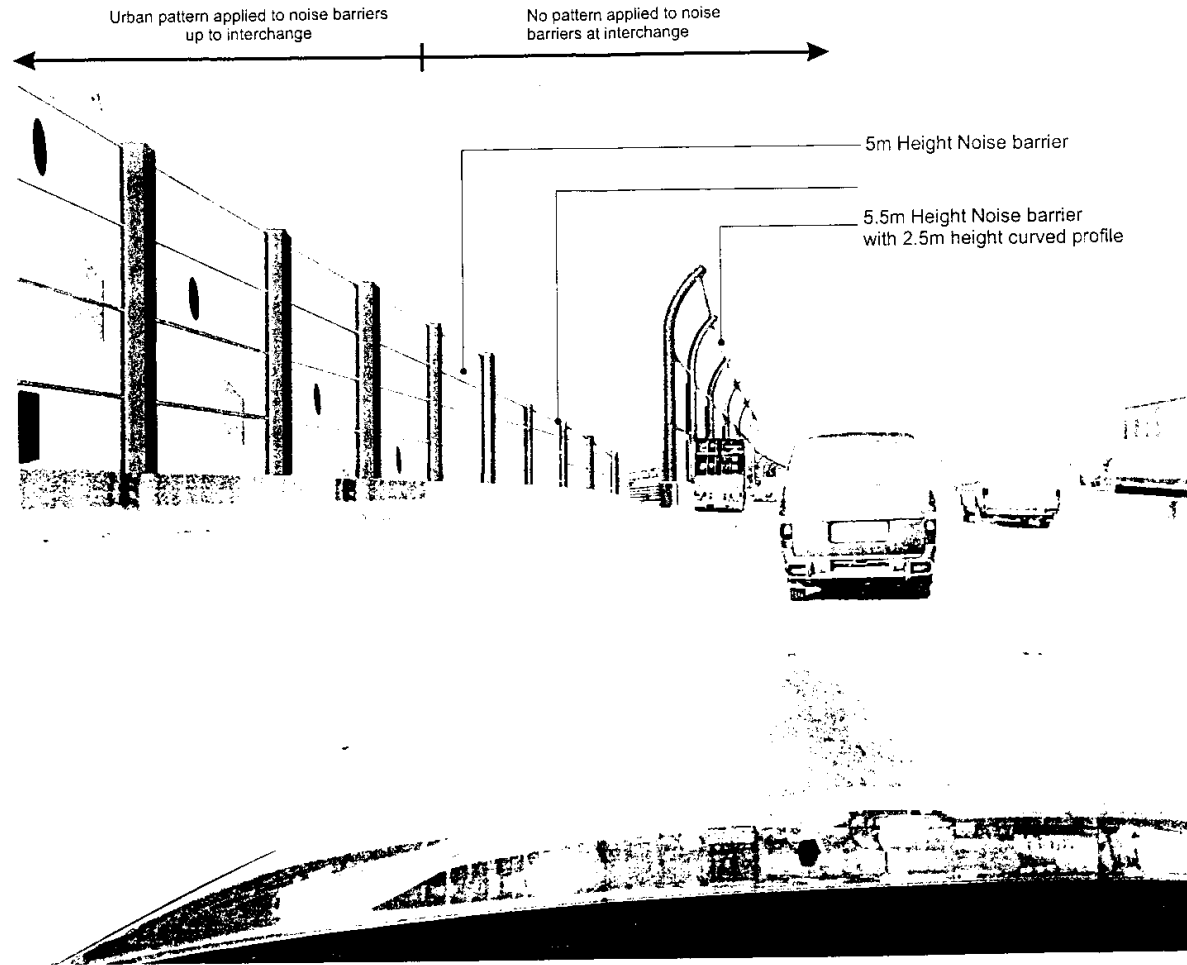 Urban pattern applied to noise barriers
up to interchange
No pattern applied to noise
barriers at interchange
5m Height Noise barrier
5.5m Height Noise barrier
with 2.5m height curved profile